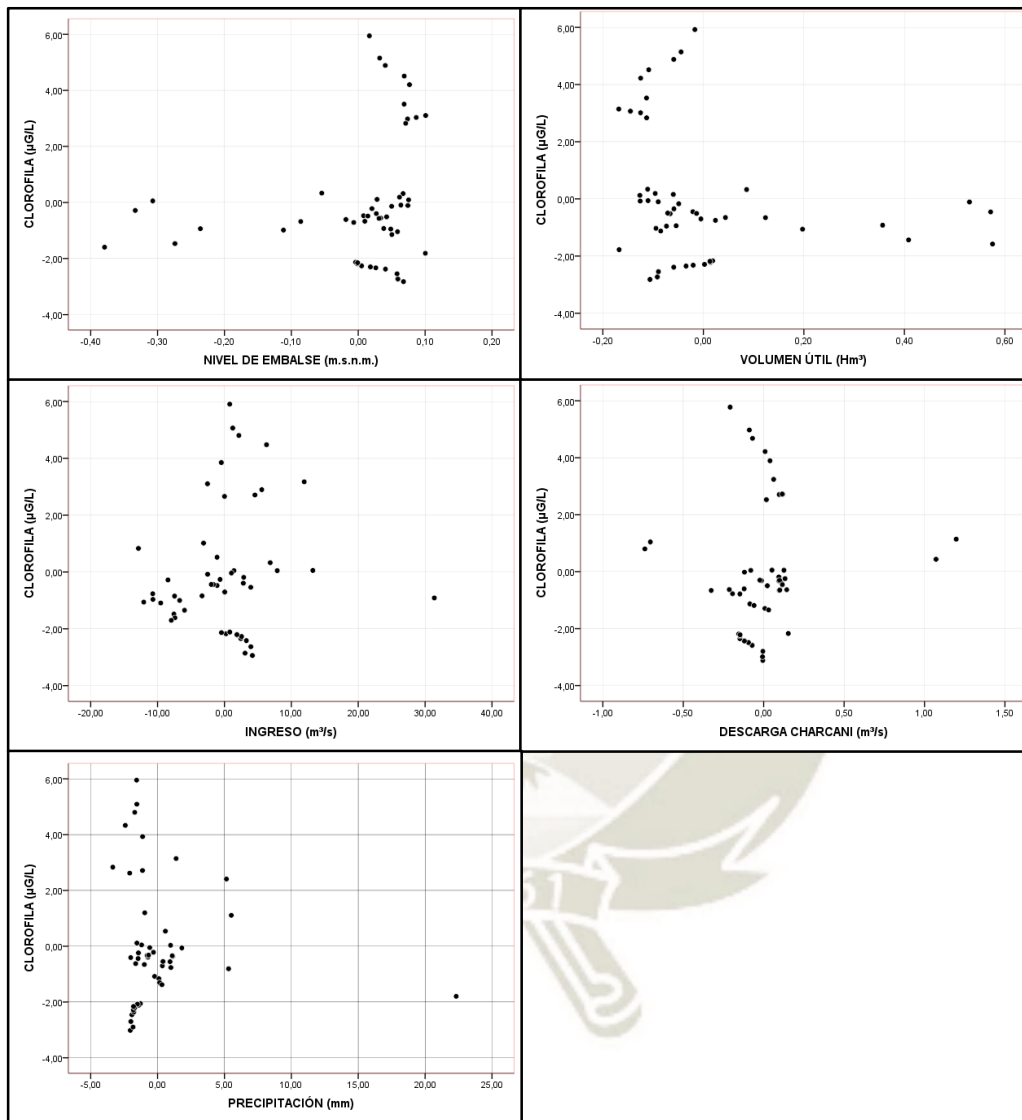 6,00
4,00
2,00
0,00
-2,00
-4,00
CLOROFILA (µG/L)
-0,40 -0,30 -0,20 -0,10 0,00 0,10 0,20
NIVEL DE EMBALSE (m.s.n.m.)
6,00
4,00
2,00
0,00
-2,00
-4,00
CLOROFILA (µG/L)
-0,20 0,00 0,20 0,40 0,60
VOLUMEN ÚTIL (Hm³)
6,00
4,00
2,00
0,00
-2,00
-4,00
CLOROFILA (µG/L)
-20,00 -10,00 0,00 10,00 20,00 30,00 40,00
INGRESO (m³/s)
6,00
4,00
2,00
0,00
-2,00
-4,00
CLOROFILA (µG/L)
-1,00 -0,50 0,00 0,50 1,00 1,50
DESCARGA CHARCANI (m³/s)
6,00
4,00
2,00
0,00
-2,00
-4,00
CLOROFILA (µG/L)
-5,00 0,00 5,00 10,00 15,00 20,00 25,00
PRECIPITACIÓN (mm)